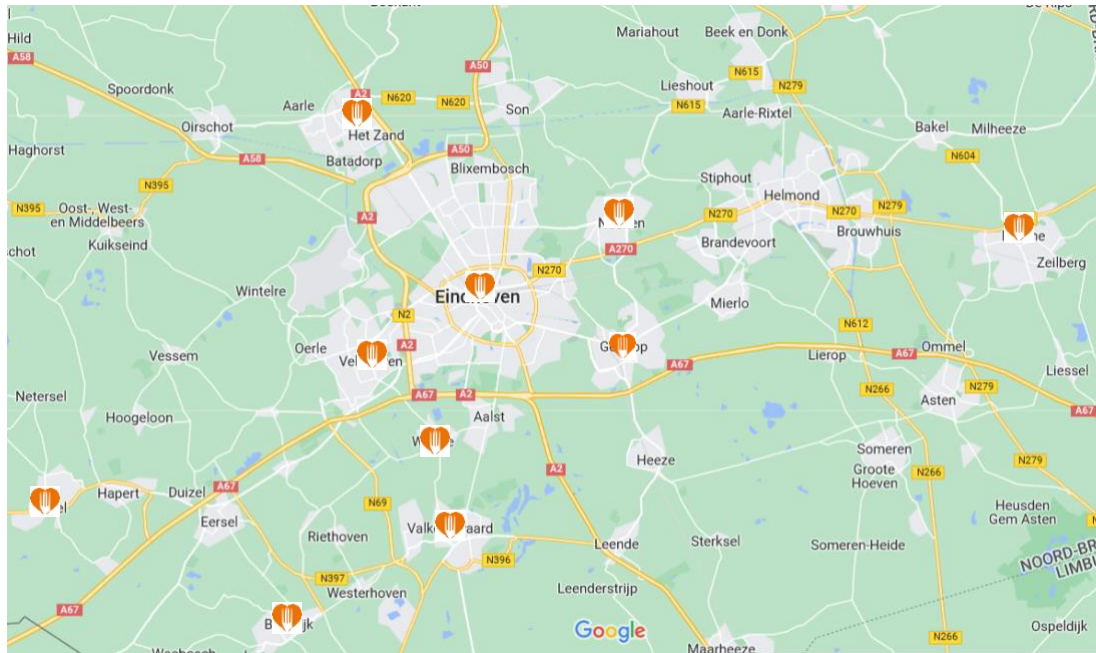 Mariahout
Beek en Donk
Hild
A58
A50
N615
N279
Lieshout
Spoordonk
Aarle
A2
N620
N620
Son
N615
Aarle-Rixtel
Oirschot
Het Zand
Bakel
Milheeze
Haghorst
A58
Batadorp
A50
Blixembosch
N604
N395
Stiphout
Helmond
N395
Oost-, West-
en Middelbeers
A2
N270
N270
N279
Kuikseind
Brandevoort
Brouwhuis
A270
N270
Zeilberg
Wintelre
Eindhoven
Mierlo
N2
N612
Oerle
A2
Vessem
Lierop
A67
Ommel
A67
Liessel
Netersel
A67
A2
N266
N279
Asten
A67
Hoogeloon
Aalst
Someren
Heeze
A2
Groote
Hoeven
N266
N279
Hapert
Duizel
A67
N69
Eersel
Heusden
Gem Asten
Riethoven
Leende
Sterksel
Someren-Heide
N396
N397
Westerhoven
Leenderstrijp
NOORD-BR
LIMBU
A67
Google
N266
Ospeldijk
Maarheeze